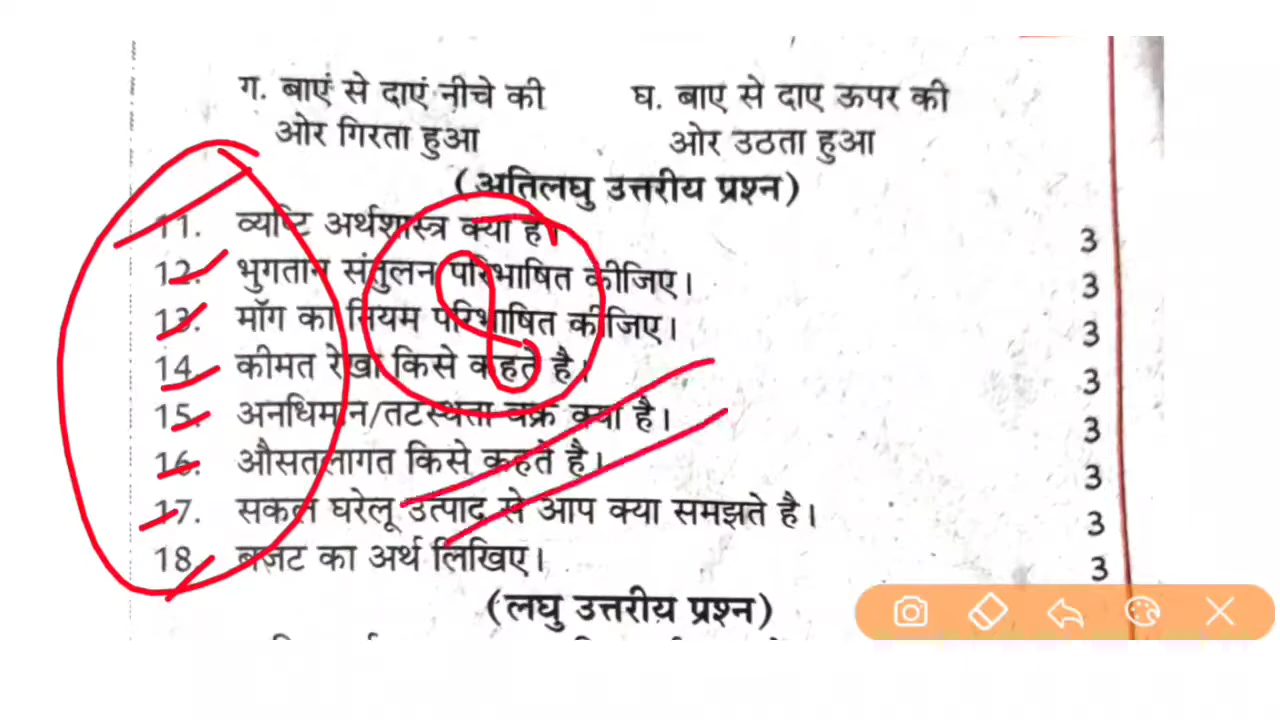 ग. बाएं से दाएं नीचे की घ. बाए से दाए ऊपर की
ओर गिरता हुआ ओर उठता हुआ
(अतिलघु उत्तरीय प्रश्न)
11. व्यष्टि अर्थशास्त्र क्या है। 3
12. भुगतान संतुलन परिभाषित कीजिए। 3
13. मॉग का नियम परिभाषित कीजिए। 3
14. कीमत रेखा किसे कहते है। 3
15. अनधिमान/तटस्थता वक्र क्या है। 3
16. औसत लागत किसे कहते है। 3
17. सकल घरेलू उत्पाद से आप क्या समझते है। 3
18. बजट का अर्थ लिखिए। 3
(लघु उत्तरीय प्रश्न)